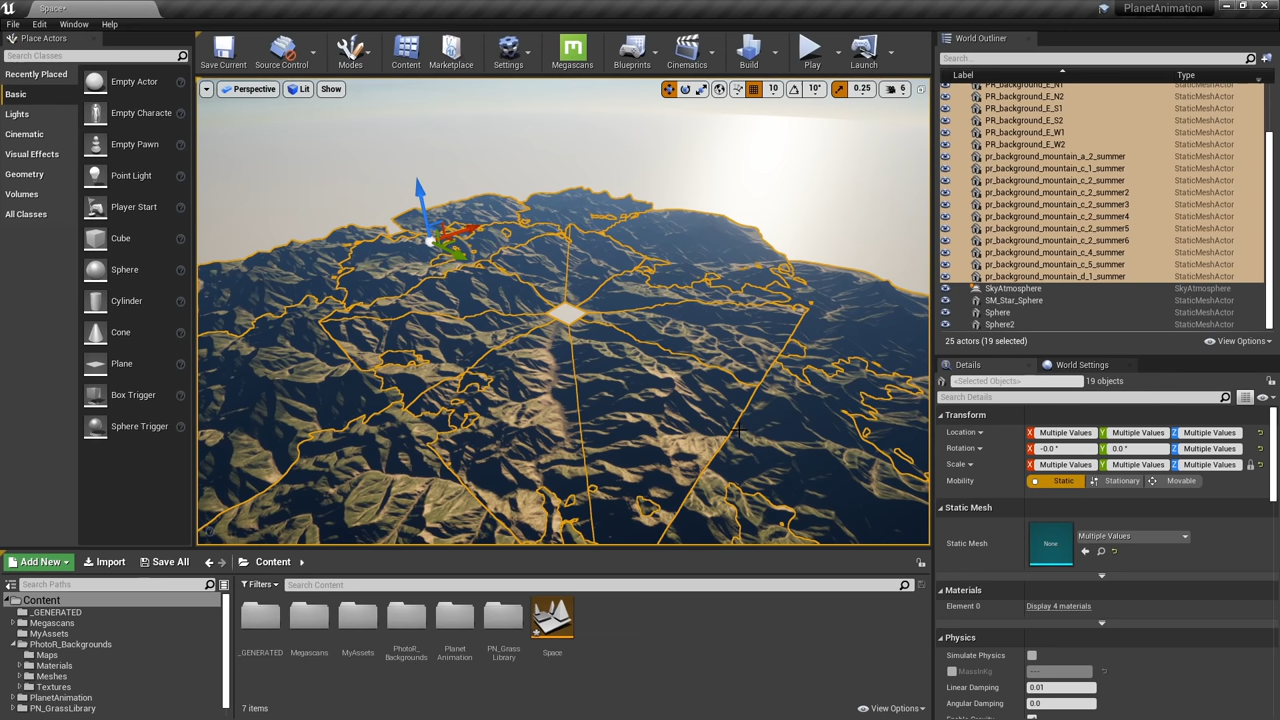 Space*
PlanetAnimation
File Edit Window Help
Place Actors
Search Classes
Recently Placed
Basic
Lights
Cinematic
Visual Effects
Geometry
Volumes
All Classes
Empty Actor
Empty Characte
Empty Pawn
Point Light
Player Start
Cube
Sphere
Cylinder
Cone
Plane
Box Trigger
Sphere Trigger
Save Current Source Control Modes Content Marketplace Settings Megascans Blueprints Cinematics Build Play Launch
Perspective Lit Show 10 10° 0.25 6
World Outliner
Search...
Label Type
PR_background_E_N1 StaticMeshActor
PR_background_E_N2 StaticMeshActor
PR_background_E_S1 StaticMeshActor
PR_background_E_S2 StaticMeshActor
PR_background_E_W1 StaticMeshActor
PR_background_E_W2 StaticMeshActor
pr_background_mountain_a_2_summer StaticMeshActor
pr_background_mountain_c_1_summer StaticMeshActor
pr_background_mountain_c_2_summer StaticMeshActor
pr_background_mountain_c_2_summer2 StaticMeshActor
pr_background_mountain_c_2_summer3 StaticMeshActor
pr_background_mountain_c_2_summer4 StaticMeshActor
pr_background_mountain_c_2_summer5 StaticMeshActor
pr_background_mountain_c_2_summer6 StaticMeshActor
pr_background_mountain_c_4_summer StaticMeshActor
pr_background_mountain_c_5_summer StaticMeshActor
pr_background_mountain_d_1_summer StaticMeshActor
SkyAtmosphere SkyAtmosphere
SM_Star_Sphere StaticMeshActor
Sphere StaticMeshActor
Sphere2 StaticMeshActor
25 actors (19 selected) View Options
Details World Settings
<Selected Objects> 19 objects
Search Details
Transform
Location X Multiple Values Y Multiple Values Z Multiple Values
Rotation X -0.0 ° Y 0.0 ° Z Multiple Values
Scale X Multiple Values Y Multiple Values Z Multiple Values
Mobility Static Stationary Movable
Static Mesh
Static Mesh None Multiple Values
Materials
Element 0 Display 4 materials
Physics
Simulate Physics
MassInKg ---
Linear Damping 0.01
Angular Damping 0.0
Add New Import Save All Content
Search Paths
Content
_GENERATED
Megascans
MyAssets
PhotoR_Backgrounds
Maps
Materials
Meshes
Textures
PlanetAnimation
PN_GrassLibrary
Filters Search Content
_GENERATED Megascans MyAssets PhotoR_ Backgrounds Planet Animation PN_Grass Library Space
7 items View Options